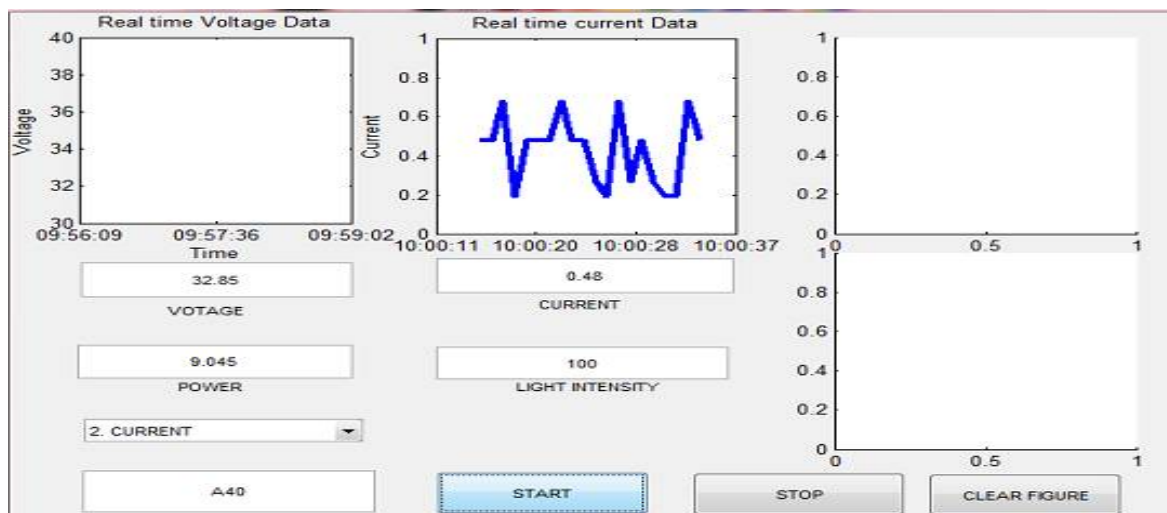 Real time Voltage Data
40
38
36
34
32
30
Voltage
09:56:09 09:57:36 09:59:02
Time
Real time current Data
1
0.8
0.6
0.4
0.2
0
Current
10:00:11 10:00:20 10:00:28 10:00:37
1
0.8
0.6
0.4
0.2
0
0 0.5 1
1
0.8
0.6
0.4
0.2
0
0 0.5 1
32.85
VOTAGE
0.48
CURRENT
9.045
POWER
100
LIGHT INTENSITY
2. CURRENT
A40
START
STOP
CLEAR FIGURE